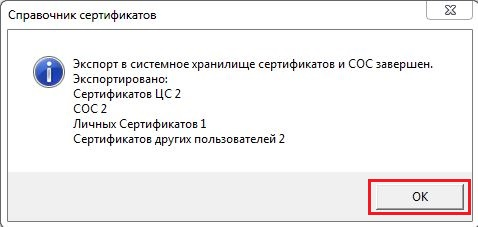 Справочник сертификатов
Экспорт в системное хранилище сертификатов и СОС завершен.
Экспортировано:
Сертификатов ЦС 2
СОС 2
Личных Сертификатов 1
Сертификатов других пользователей 2
ОК